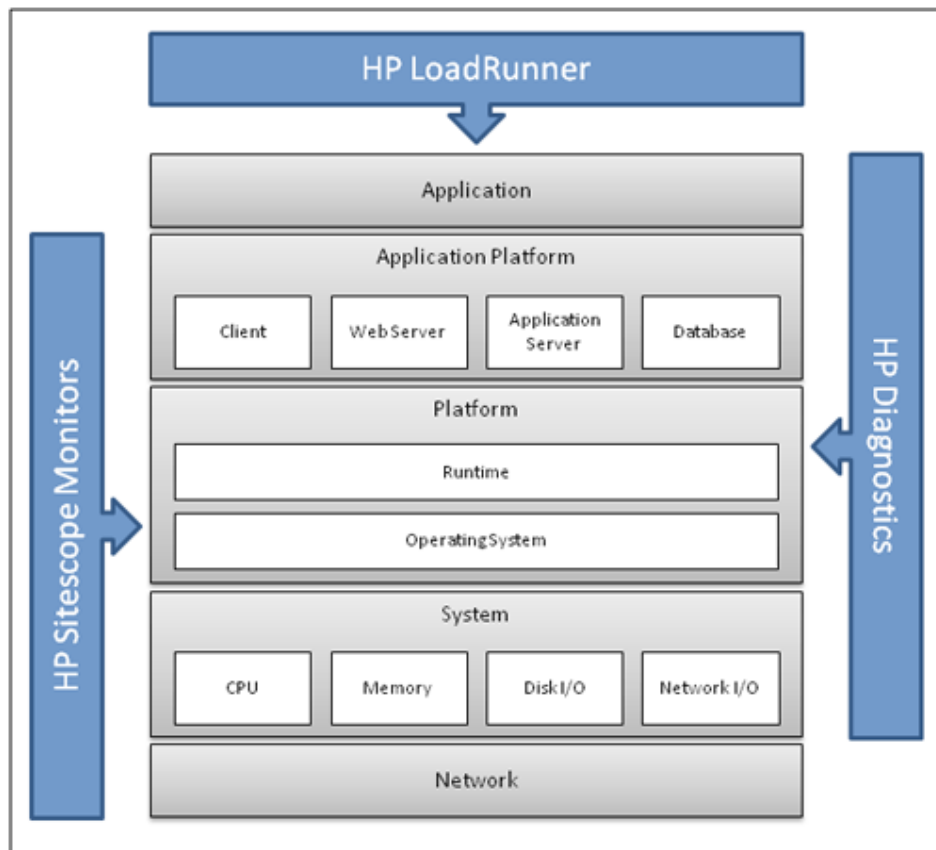 HP LoadRunner
Application
Application Platform
Client
Web Server
Application
Server
Database
Platform
Runtime
Operating System
System
CPU
Memory
Disk I/O
Network I/O
Network
HP Sitescope Monitors
HP Diagnostics